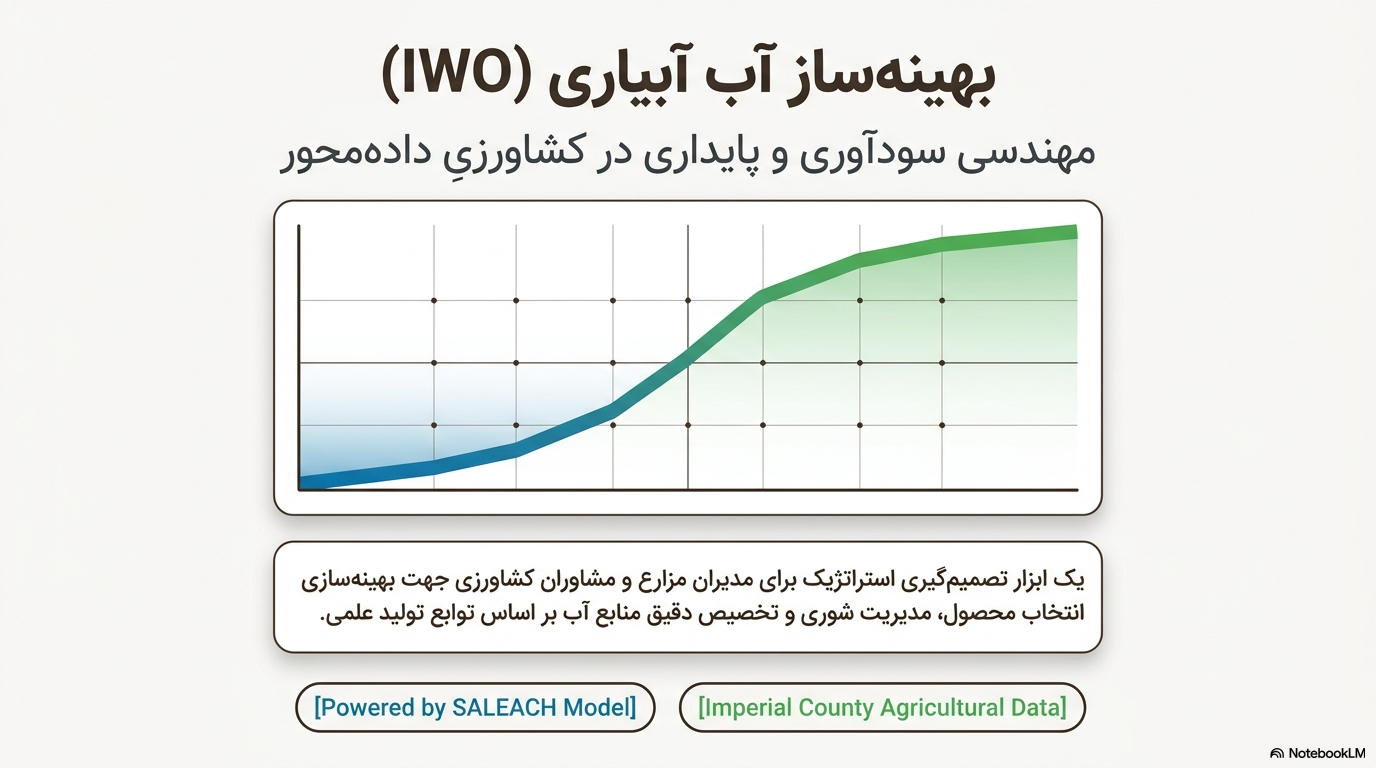 بهینه‌ساز آب آبیاری (IWO)
مهندسی سودآوری و پایداری در کشاورزیِ داده‌محور
یک ابزار تصمیم‌گیری استراتژیک برای مدیران مزارع و مشاوران کشاورزی جهت بهینه‌سازی
انتخاب محصول، مدیریت شوری و تخصیص دقیق منابع آب بر اساس توابع تولید علمی.
[Powered by SALEACH Model]
[Imperial County Agricultural Data]
NotebookLM